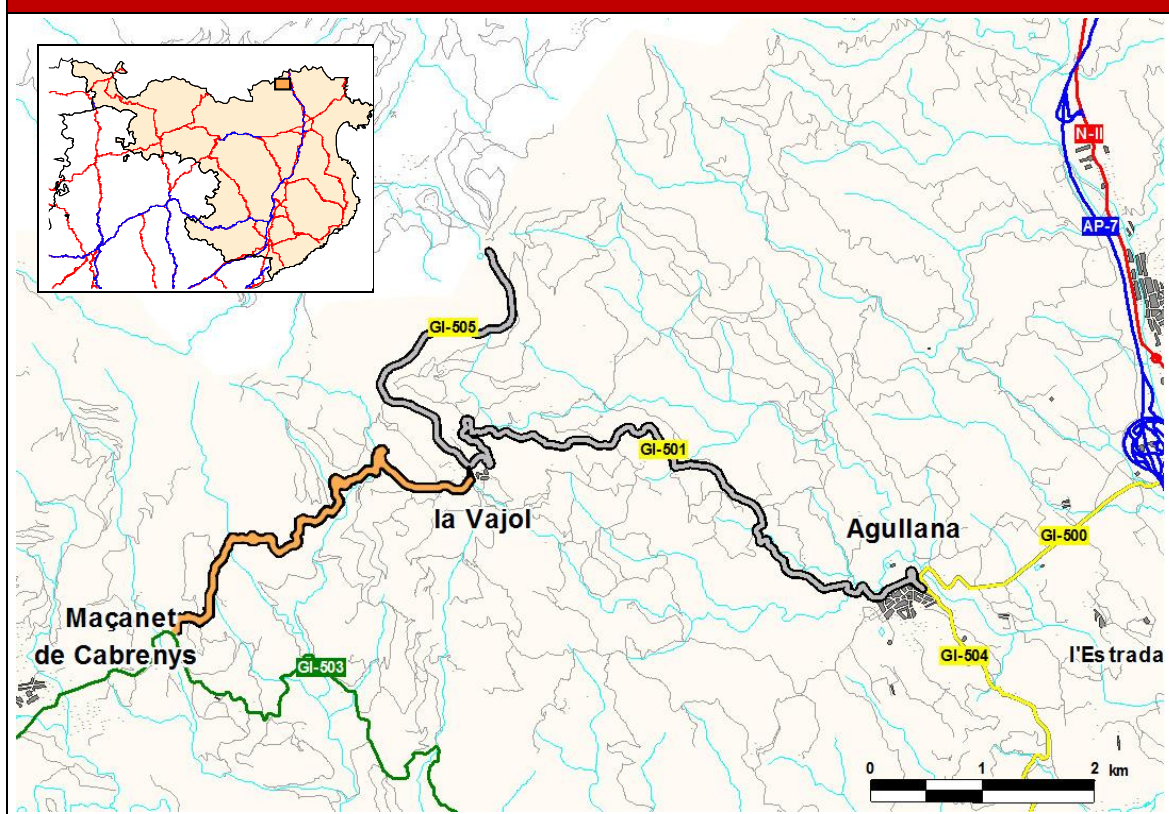 N-II
AP-7
GI-505
GI-501
la Vajol
Agullana
GI-500
Maçanet
de Cabrenys
GI-503
GI-504
l'Estrada
0 1 2 km